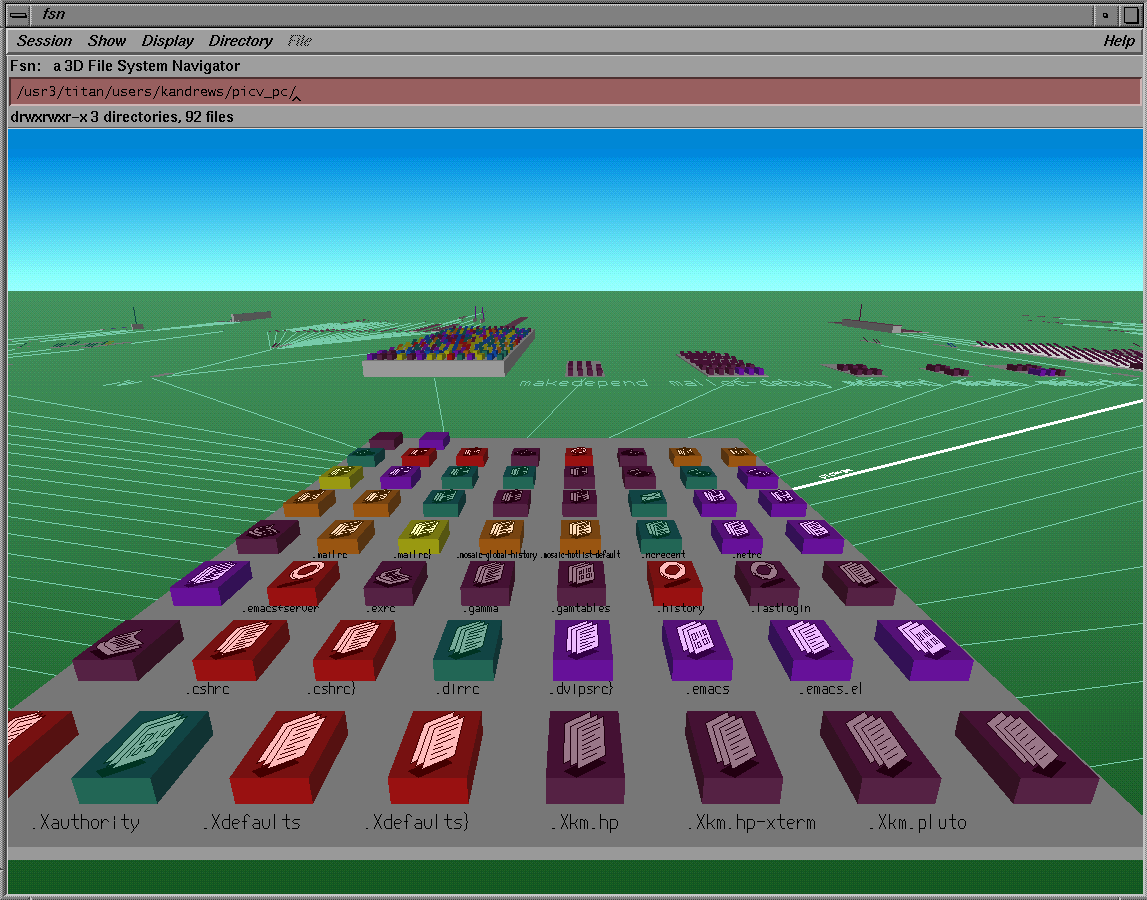 fsn
Session Show Display Directory File Help
Fsn: a 3D File System Navigator
/usr3/titan/users/kandrews/picv_pc/
drwxrwxr-x 3 directories, 92 files
makedepend malloc-debug
.mailrc .mailrc} .mosaic-global-history .mosaic-hotlist-default .ncrecent .netrc
.emacs+server .exrc .gamma .gamtables .history .lastlogin
.cshrc .cshrc} .dirrc .dvipsrc} .emacs .emacs.el
.Xauthority .Xdefaults .Xdefaults} .Xkm.hp .Xkm.hp-xterm .Xkm.pluto